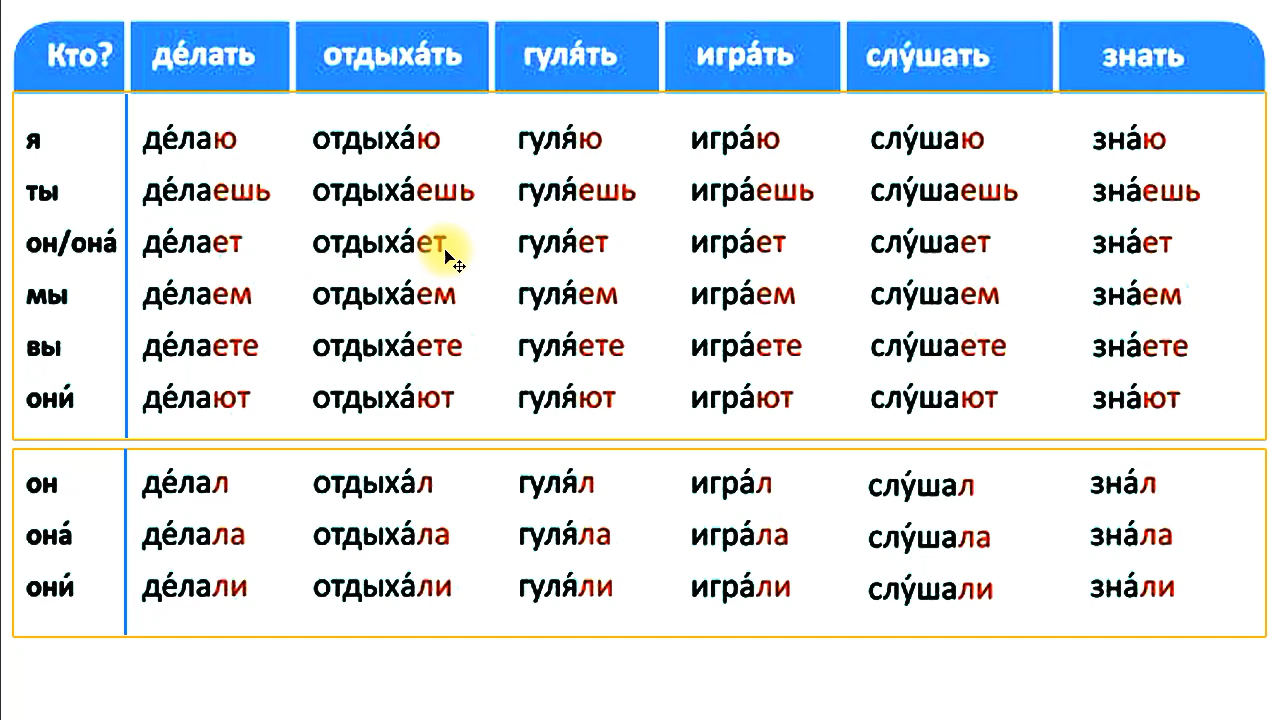 Кто? де́лать отдыха́ть гуля́ть игра́ть слу́шать знать
я де́лаю отдыха́ю гуля́ю игра́ю слу́шаю зна́ю
ты де́лаешь отдыха́ешь гуля́ешь игра́ешь слу́шаешь зна́ешь
он/она́ де́лает отдыха́ет гуля́ет игра́ет слу́шает зна́ет
мы де́лаем отдыха́ем гуля́ем игра́ем слу́шаем зна́ем
вы де́лаете отдыха́ете гуля́ете игра́ете слу́шаете зна́ете
они́ де́лают отдыха́ют гуля́ют игра́ют слу́шают зна́ют
он де́лал отдыха́л гуля́л игра́л слу́шал зна́л
она́ де́лала отдыха́ла гуля́ла игра́ла слу́шала зна́ла
они́ де́лали отдыха́ли гуля́ли игра́ли слу́шали зна́ли